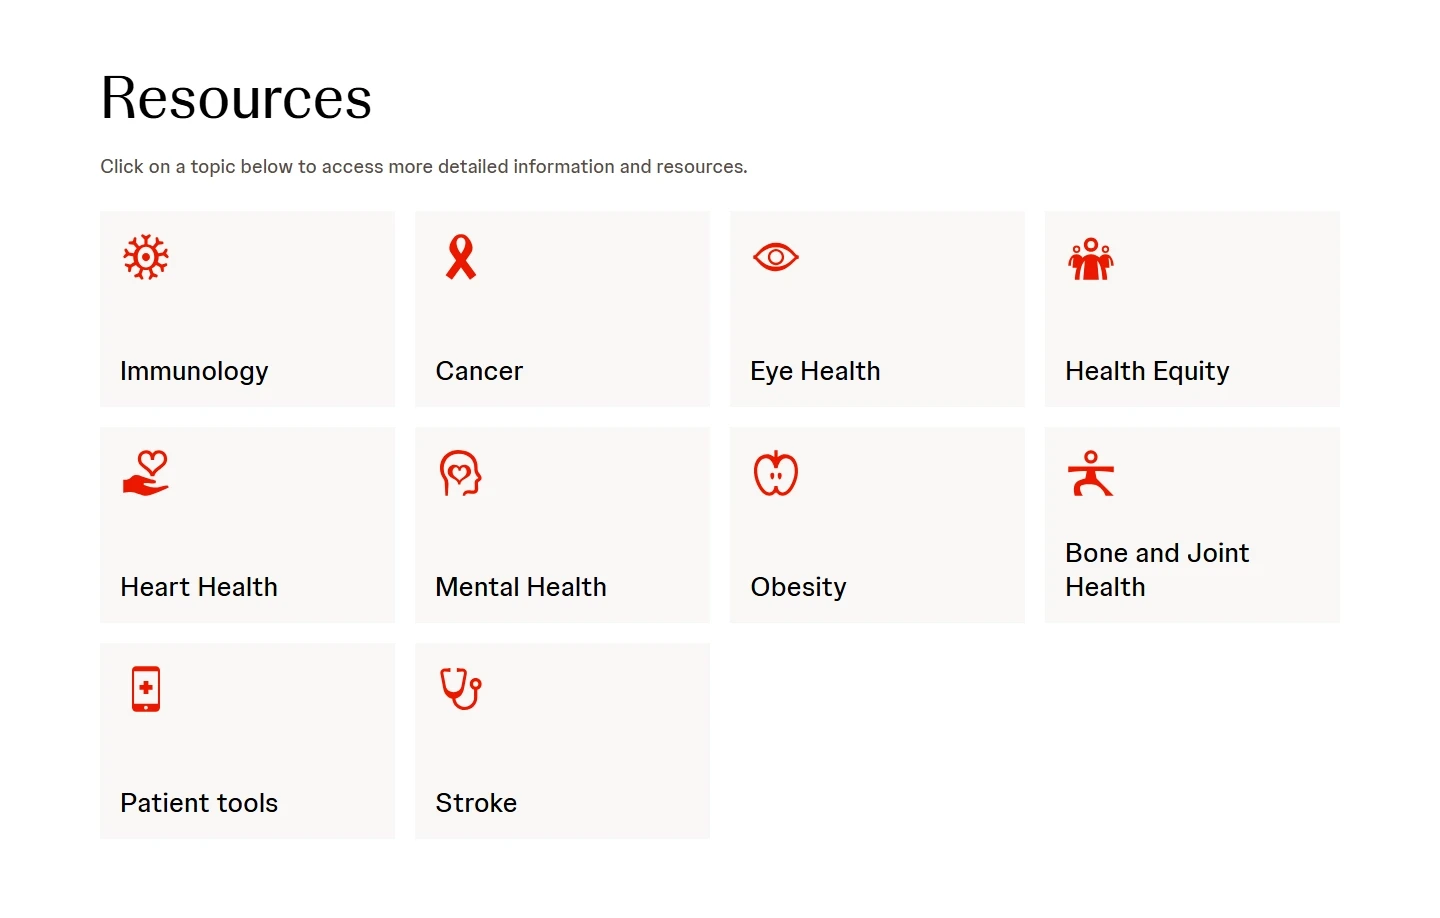 Resources
Click on a topic below to access more detailed information and resources.
Immunology
Cancer
Eye Health
Health Equity
Heart Health
Mental Health
Obesity
Bone and Joint
Health
Patient tools
Stroke